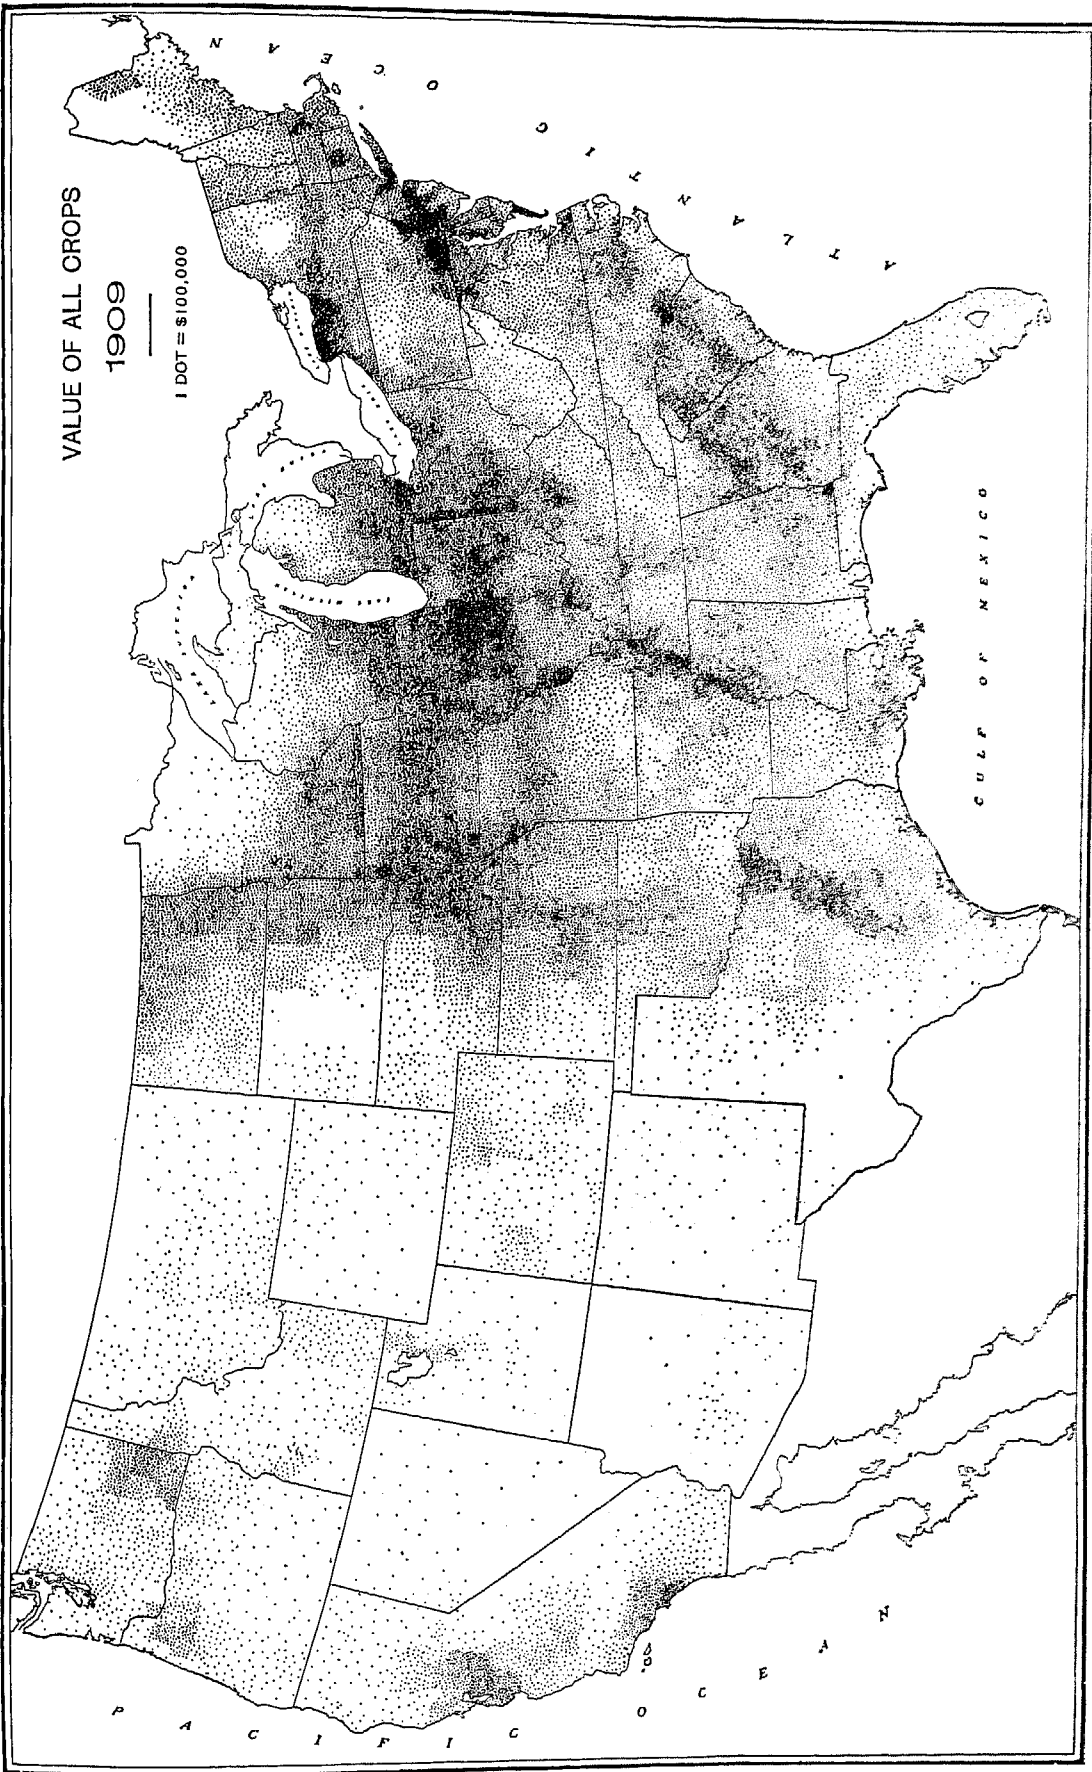 VALUE OF ALL CROPS
1909
1 DOT = $100,000
ATLANTIC OCEAN
GULF OF MEXICO
PACIFIC OCEAN